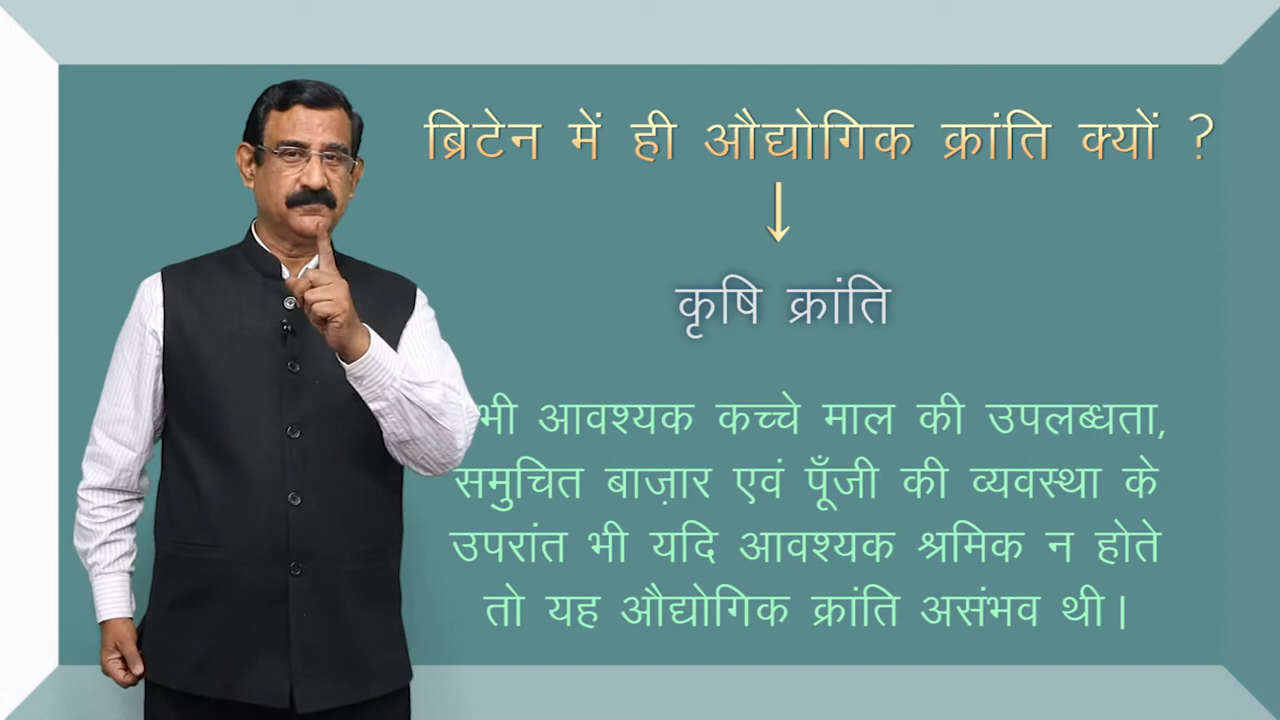 ब्रिटेन में ही औद्योगिक क्रांति क्यों ?
↓
कृषि क्रांति
आवश्यक कच्चे माल की उपलब्धता,
समुचित बाज़ार एवं पूँजी की व्यवस्था के
उपरांत भी यदि आवश्यक श्रमिक न होते
तो यह औद्योगिक क्रांति असंभव थी।